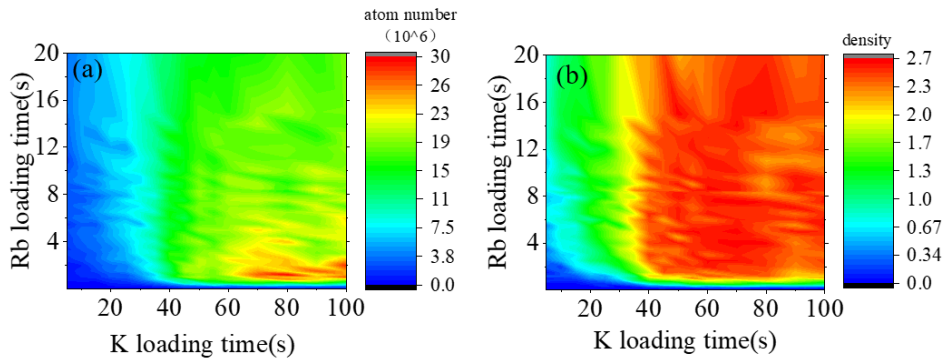 atom number
（10^6）
(a)
20
16
12
8
4
20 40 60 80 100
Rb loading time(s)
K loading time(s)
30
26
23
19
15
11
7.5
3.8
0.0
density
(b)
20
16
12
8
4
20 40 60 80 100
Rb loading time(s)
K loading time(s)
2.7
2.4
2.0
1.7
1.3
1.0
0.67
0.34
0.00